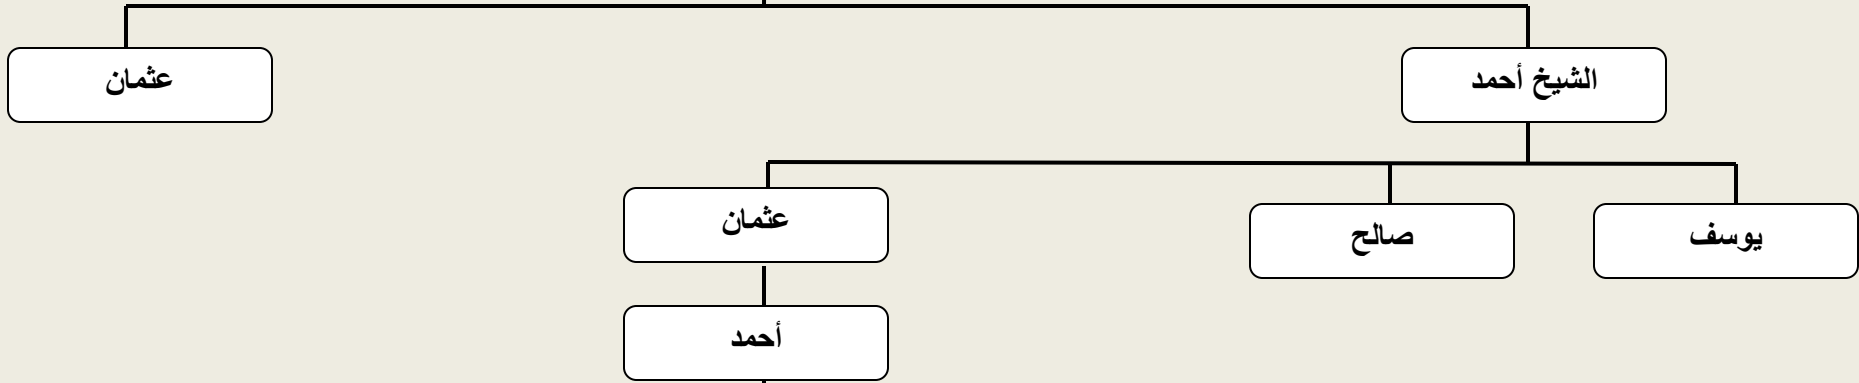 الشيخ أحمد
عثمان
يوسف
صالح
عثمان
أحمد